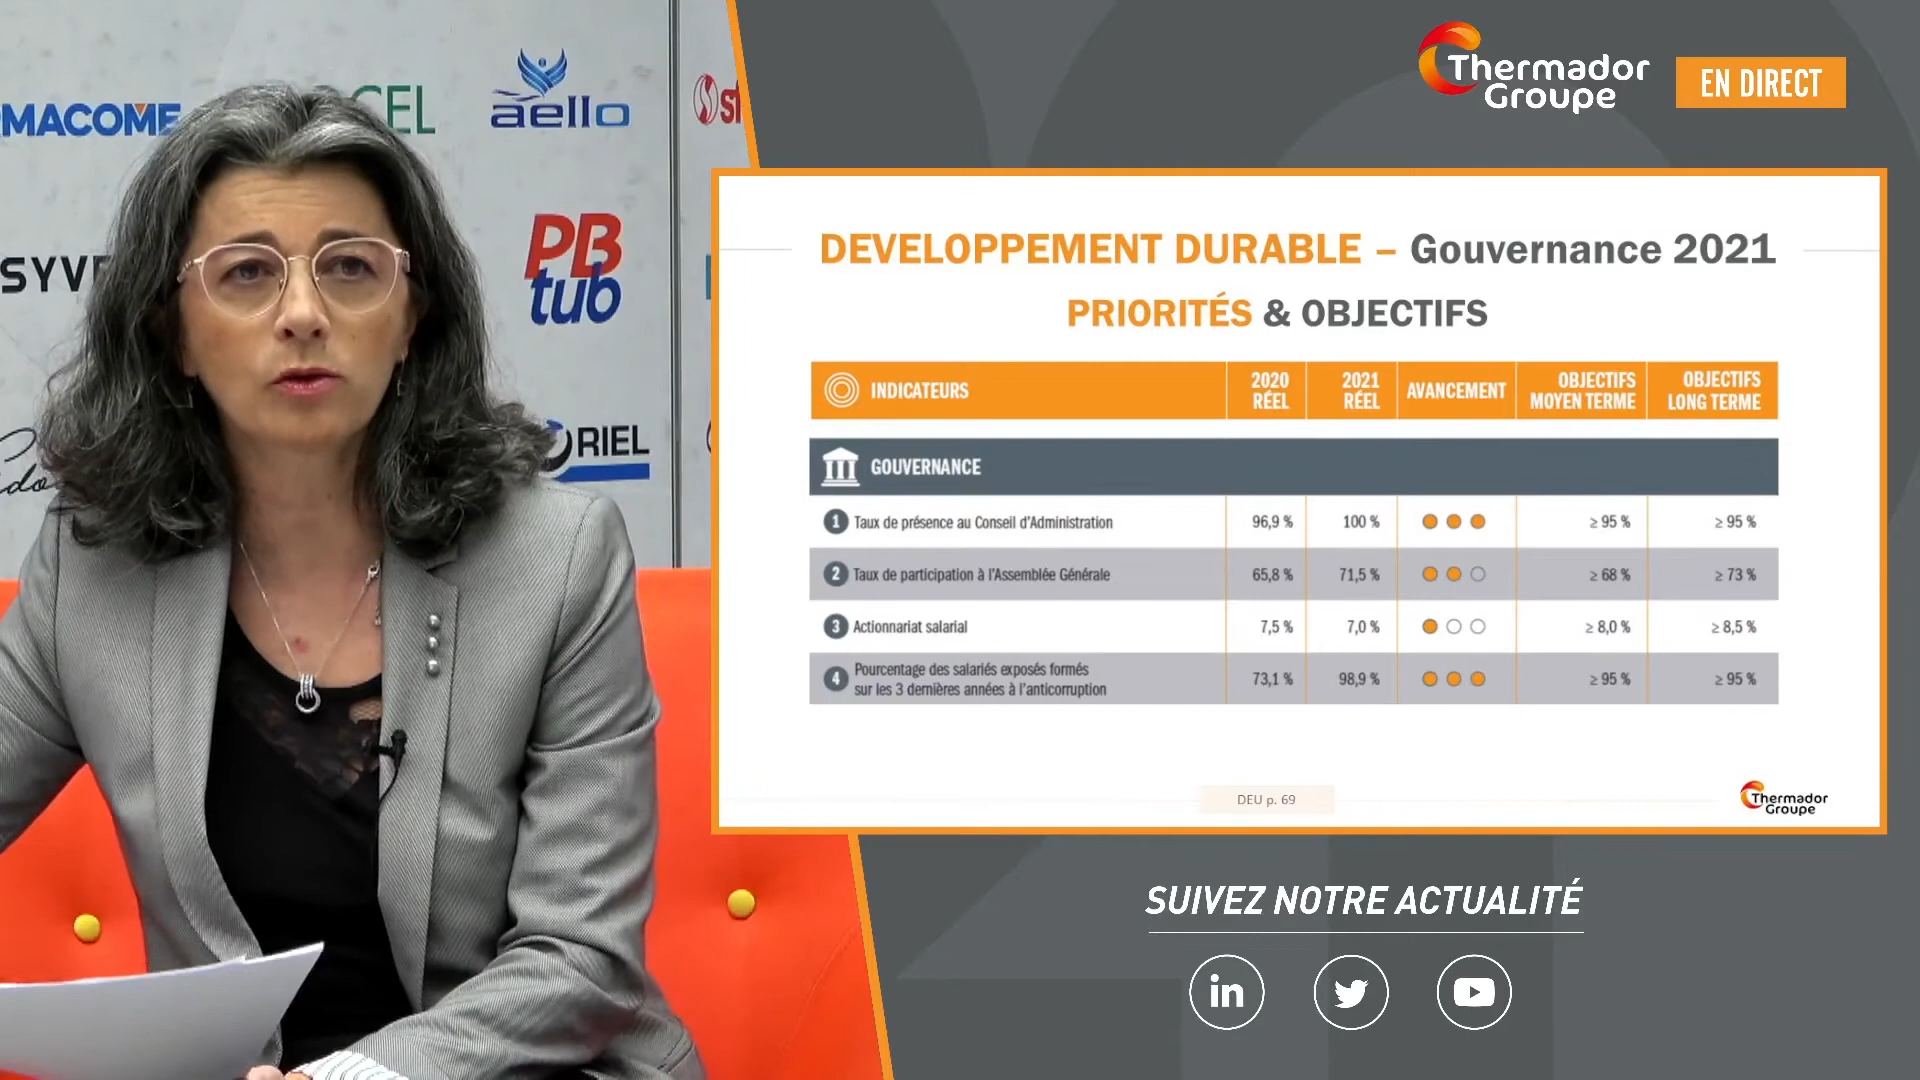 MACOME
CEL
aello
SYV
PB
tub
RIEL
Thermador
Groupe
EN DIRECT
DEVELOPPEMENT DURABLE – Gouvernance 2021
PRIORITÉS & OBJECTIFS
INDICATEURS
2020
RÉEL
2021
RÉEL
AVANCEMENT
OBJECTIFS
MOYEN TERME
OBJECTIFS
LONG TERME
GOUVERNANCE
1 Taux de présence au Conseil d'Administration 96,9 % 100 % ≥ 95 % ≥ 95 %
2 Taux de participation à l'Assemblée Générale 65,8 % 71,5 % ≥ 68 % ≥ 73 %
3 Actionnariat salarial 7,5 % 7,0 % ≥ 8,0 % ≥ 8,5 %
4 Pourcentage des salariés exposés formés
sur les 3 dernières années à l'anticorruption 73,1 % 98,9 % ≥ 95 % ≥ 95 %
DEU p. 69
Thermador
Groupe
SUIVEZ NOTRE ACTUALITÉ
in